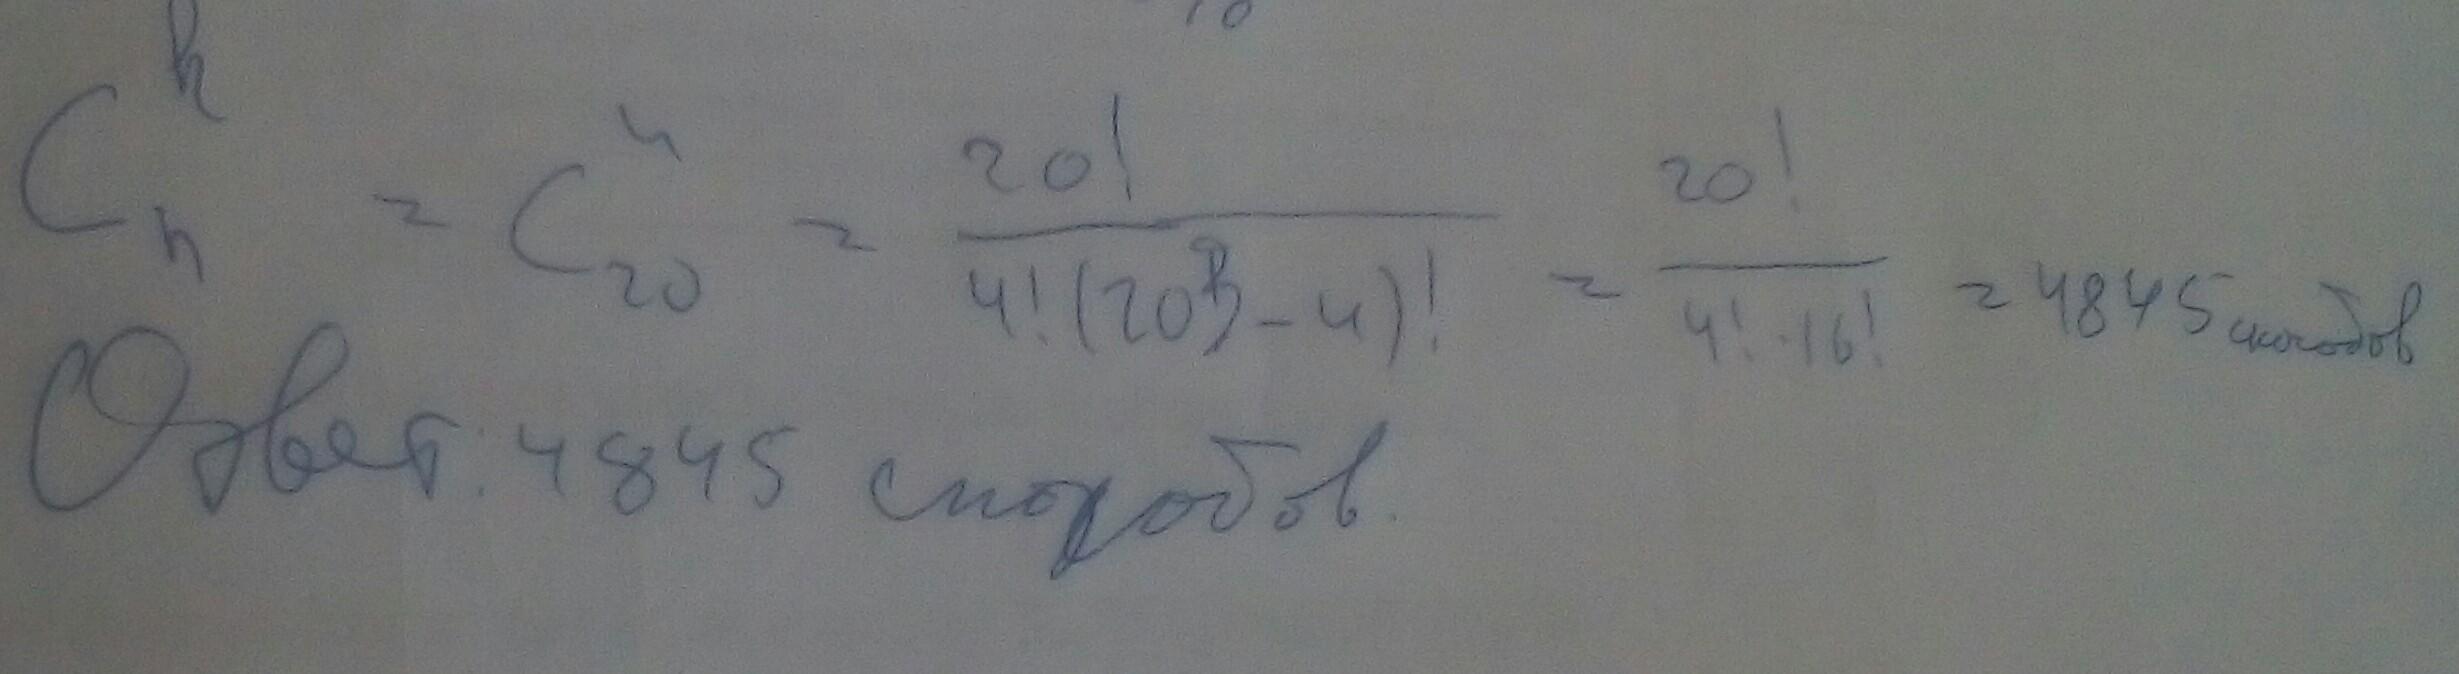 C_n^k = C_20^4 = 20! / 4!(20-4)! = 20! / 4!·16! = 4845 способов
Ответ: 4845 способов.